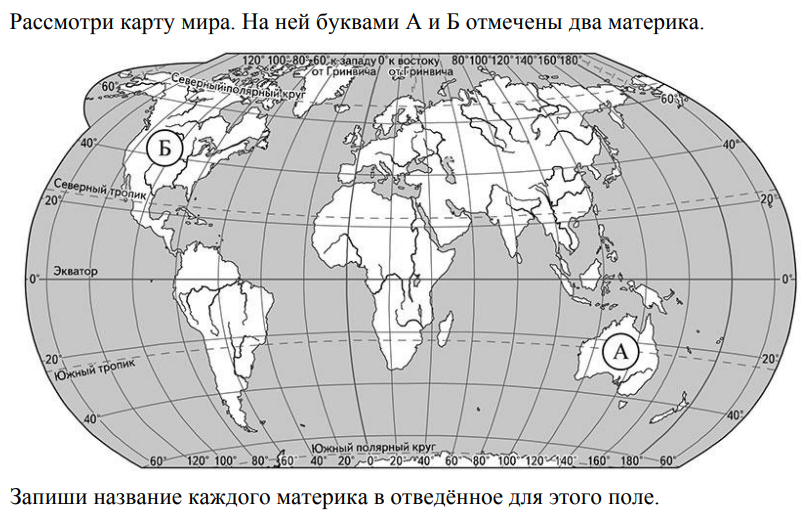 Рассмотри карту мира. На ней буквами А и Б отмечены два материка.
120° 100° 80° 60° к западу 0° к востоку 80° 100° 120° 140° 160° 180°
от Гринвича от Гринвича
Северный полярный круг
60° 60°
Б
40° 40°
Северный тропик
20° 20°
Экватор
0° 0°
А
20° 20°
Южный тропик
40° 40°
Южный полярный круг
60° 120° 100° 80° 60° 40° 20° 0° 20° 40° 60° 80° 100° 120° 140° 160° 180° 60°
Запиши название каждого материка в отведённое для этого поле.